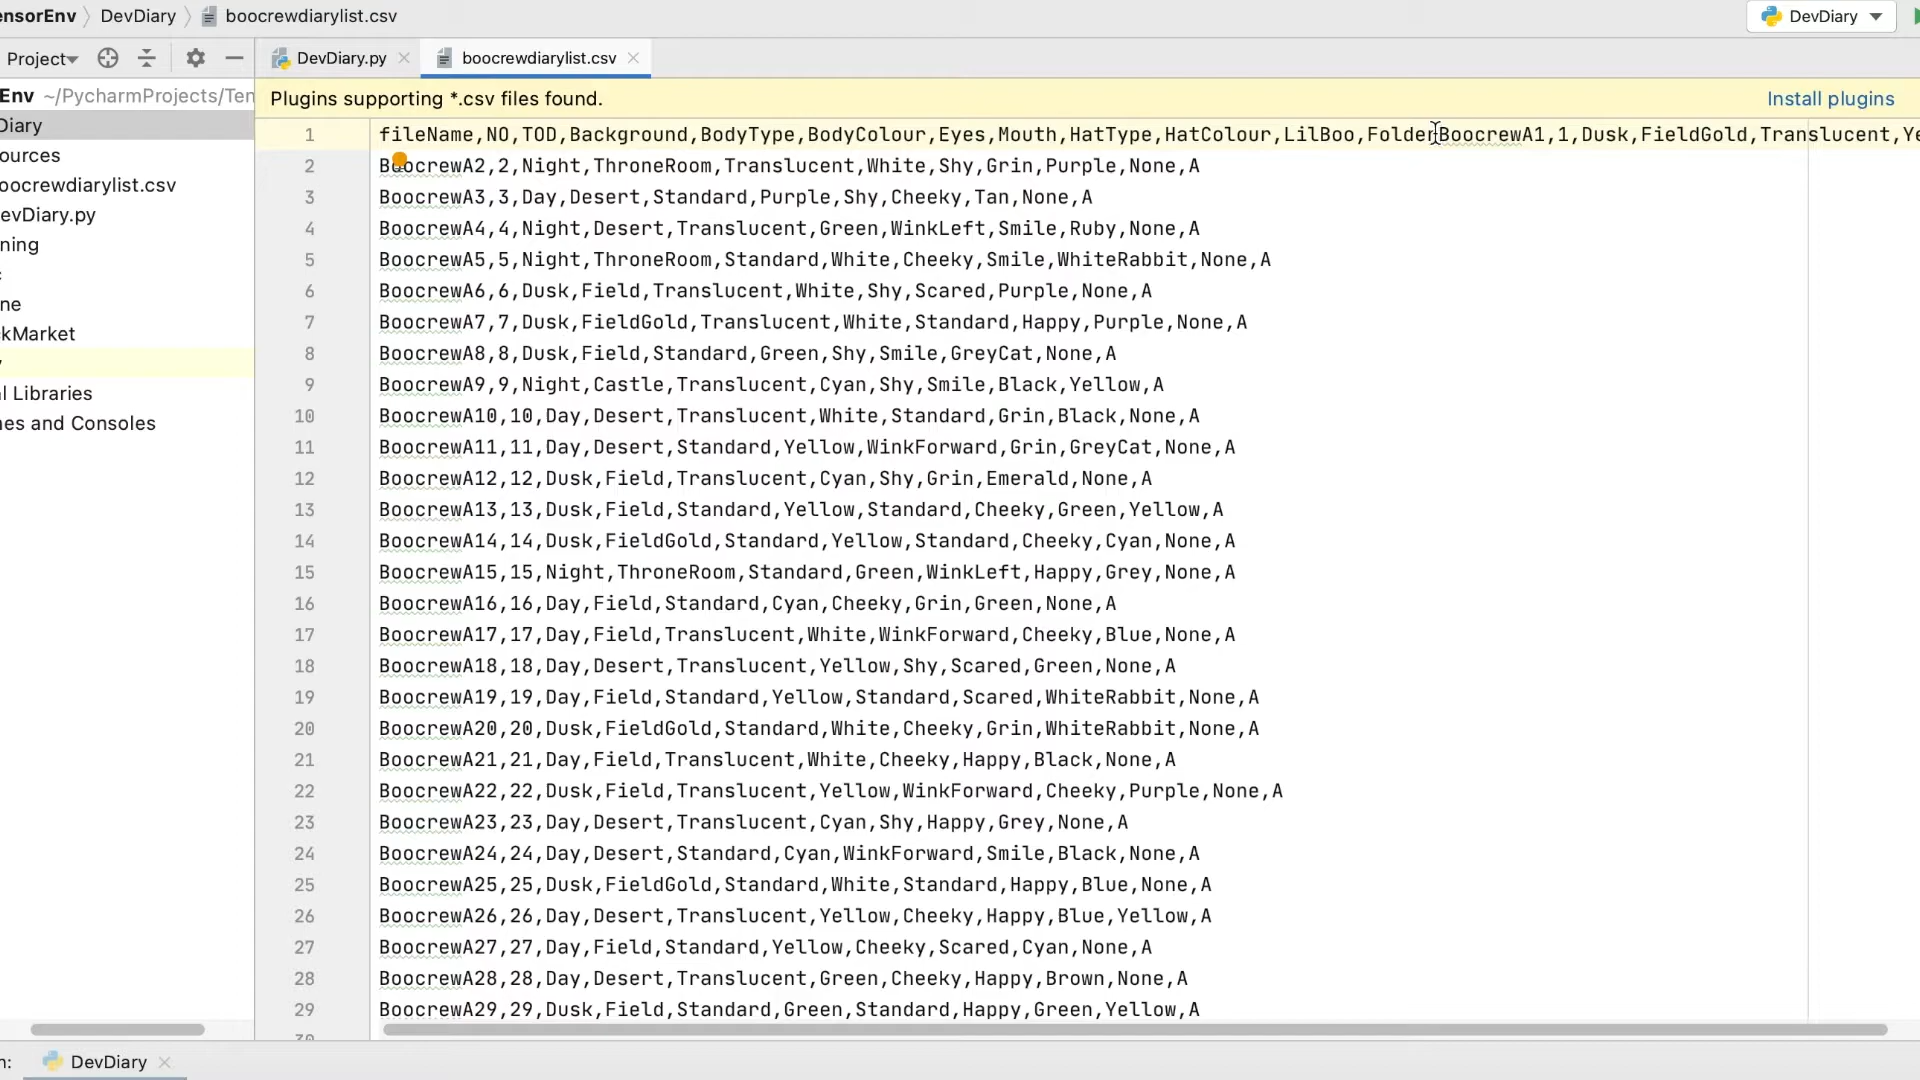 ensorEnv DevDiary boocrewdiarylist.csv DevDiary
Project DevDiary.py boocrewdiarylist.csv
Env ~/PycharmProjects/Ten
Plugins supporting *.csv files found. Install plugins
Diary
ources
oocrewdiarylist.csv
evDiary.py
ning
ne
ckMarket
l Libraries
hes and Consoles
1 fileName,NO,TOD,Background,BodyType,BodyColour,Eyes,Mouth,HatType,HatColour,LilBoo,FolderBoocrewA1,1,Dusk,FieldGold,Translucent,Ye
2 BoocrewA2,2,Night,ThroneRoom,Translucent,White,Shy,Grin,Purple,None,A
3 BoocrewA3,3,Day,Desert,Standard,Purple,Shy,Cheeky,Tan,None,A
4 BoocrewA4,4,Night,Desert,Translucent,Green,WinkLeft,Smile,Ruby,None,A
5 BoocrewA5,5,Night,ThroneRoom,Standard,White,Cheeky,Smile,WhiteRabbit,None,A
6 BoocrewA6,6,Dusk,Field,Translucent,White,Shy,Scared,Purple,None,A
7 BoocrewA7,7,Dusk,FieldGold,Translucent,White,Standard,Happy,Purple,None,A
8 BoocrewA8,8,Dusk,Field,Standard,Green,Shy,Smile,GreyCat,None,A
9 BoocrewA9,9,Night,Castle,Translucent,Cyan,Shy,Smile,Black,Yellow,A
10 BoocrewA10,10,Day,Desert,Translucent,White,Standard,Grin,Black,None,A
11 BoocrewA11,11,Day,Desert,Standard,Yellow,WinkForward,Grin,GreyCat,None,A
12 BoocrewA12,12,Dusk,Field,Translucent,Cyan,Shy,Grin,Emerald,None,A
13 BoocrewA13,13,Dusk,Field,Standard,Yellow,Standard,Cheeky,Green,Yellow,A
14 BoocrewA14,14,Dusk,FieldGold,Standard,Yellow,Standard,Cheeky,Cyan,None,A
15 BoocrewA15,15,Night,ThroneRoom,Standard,Green,WinkLeft,Happy,Grey,None,A
16 BoocrewA16,16,Day,Field,Standard,Cyan,Cheeky,Grin,Green,None,A
17 BoocrewA17,17,Day,Field,Translucent,White,WinkForward,Cheeky,Blue,None,A
18 BoocrewA18,18,Day,Desert,Translucent,Yellow,Shy,Scared,Green,None,A
19 BoocrewA19,19,Day,Field,Standard,Yellow,Standard,Scared,WhiteRabbit,None,A
20 BoocrewA20,20,Dusk,FieldGold,Standard,White,Cheeky,Grin,WhiteRabbit,None,A
21 BoocrewA21,21,Day,Field,Translucent,White,Cheeky,Happy,Black,None,A
22 BoocrewA22,22,Dusk,Field,Translucent,Yellow,WinkForward,Cheeky,Purple,None,A
23 BoocrewA23,23,Day,Desert,Translucent,Cyan,Shy,Happy,Grey,None,A
24 BoocrewA24,24,Day,Desert,Standard,Cyan,WinkForward,Smile,Black,None,A
25 BoocrewA25,25,Dusk,FieldGold,Standard,White,Standard,Happy,Blue,None,A
26 BoocrewA26,26,Day,Desert,Translucent,Yellow,Cheeky,Happy,Blue,Yellow,A
27 BoocrewA27,27,Day,Field,Standard,Yellow,Cheeky,Scared,Cyan,None,A
28 BoocrewA28,28,Day,Desert,Translucent,Green,Cheeky,Happy,Brown,None,A
29 BoocrewA29,29,Dusk,Field,Standard,Green,Standard,Happy,Green,Yellow,A
n: DevDiary